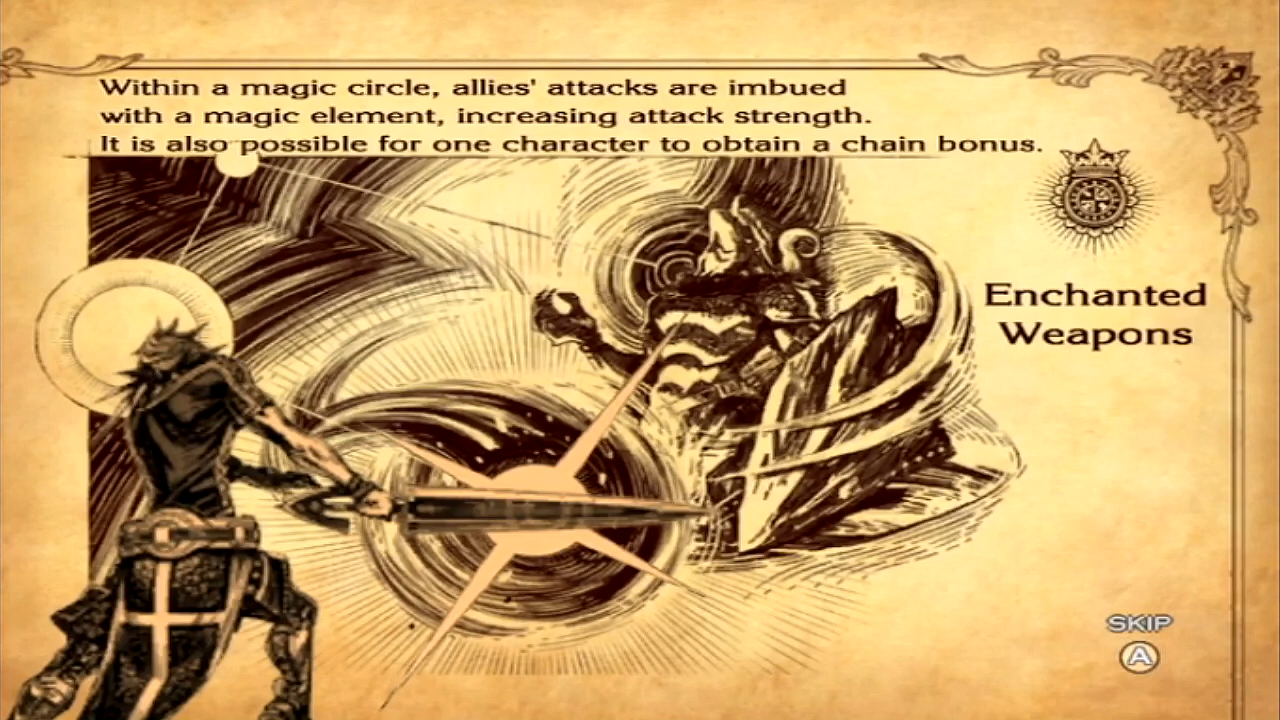 Within a magic circle, allies' attacks are imbued
with a magic element, increasing attack strength.
It is also possible for one character to obtain a chain bonus.
Enchanted
Weapons
SKIP
A